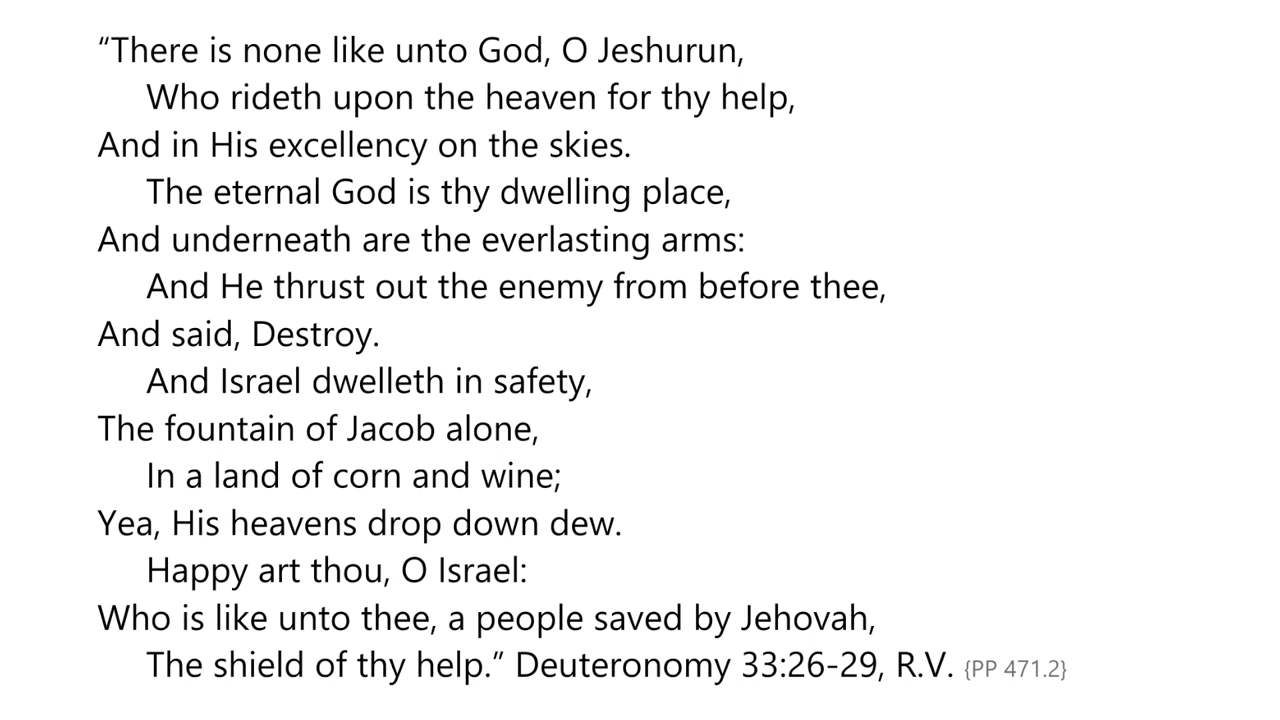 “There is none like unto God, O Jeshurun,
Who rideth upon the heaven for thy help,
And in His excellency on the skies.
The eternal God is thy dwelling place,
And underneath are the everlasting arms:
And He thrust out the enemy from before thee,
And said, Destroy.
And Israel dwelleth in safety,
The fountain of Jacob alone,
In a land of corn and wine;
Yea, His heavens drop down dew.
Happy art thou, O Israel:
Who is like unto thee, a people saved by Jehovah,
The shield of thy help.” Deuteronomy 33:26-29, R.V. {PP 471.2}